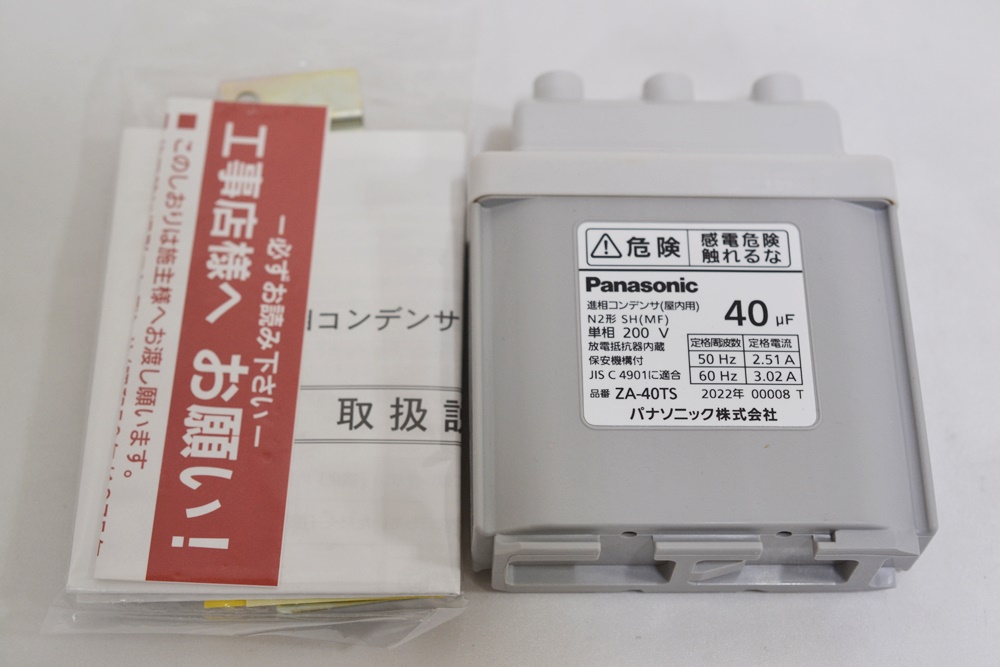 工事店様へ お願い!
―必ずお読み下さい―
■このしおりは施主様へお渡し願います。
コンデンサ
取扱説
危険
感電危険
触れるな
Panasonic
進相コンデンサ(屋内用)
N2形 SH(MF)
40 μF
単相 200 V
放電抵抗器内蔵
保安機構付
JIS C 4901に適合
定格周波数 定格電流
50 Hz 2.51 A
60 Hz 3.02 A
品番 ZA-40TS 2022年 00008 T
パナソニック株式会社